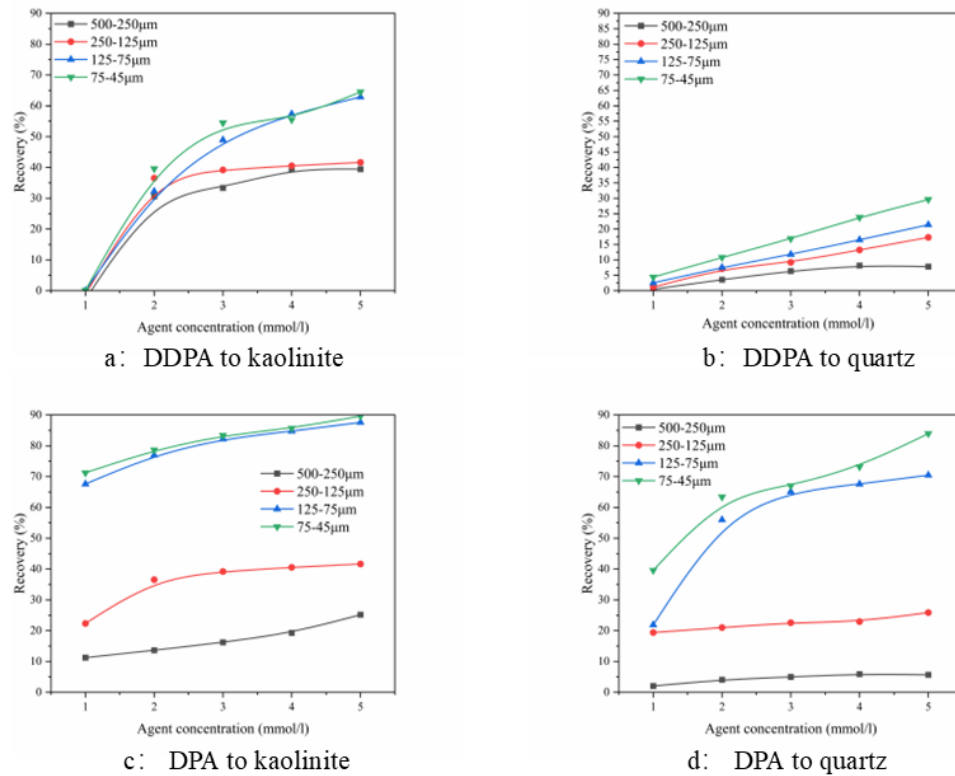 90
80
70
60
50
40
30
20
10
0
Recovery (%)
500-250μm
250-125μm
125-75μm
75-45μm
1 2 3 4 5
Agent concentration (mmol/l)
a: DDPA to kaolinite
90
85
80
75
70
65
60
55
50
45
40
35
30
25
20
15
10
5
0
Recovery (%)
500-250μm
250-125μm
125-75μm
75-45μm
1 2 3 4 5
Agent concentration (mmol/l)
b: DDPA to quartz
90
80
70
60
50
40
30
20
10
0
Recovery (%)
500-250μm
250-125μm
125-75μm
75-45μm
1 2 3 4 5
Agent concentration (mmol/l)
c: DPA to kaolinite
90
80
70
60
50
40
30
20
10
0
Recovery (%)
500-250μm
250-125μm
125-75μm
75-45μm
1 2 3 4 5
Agent concentration (mmol/l)
d: DPA to quartz